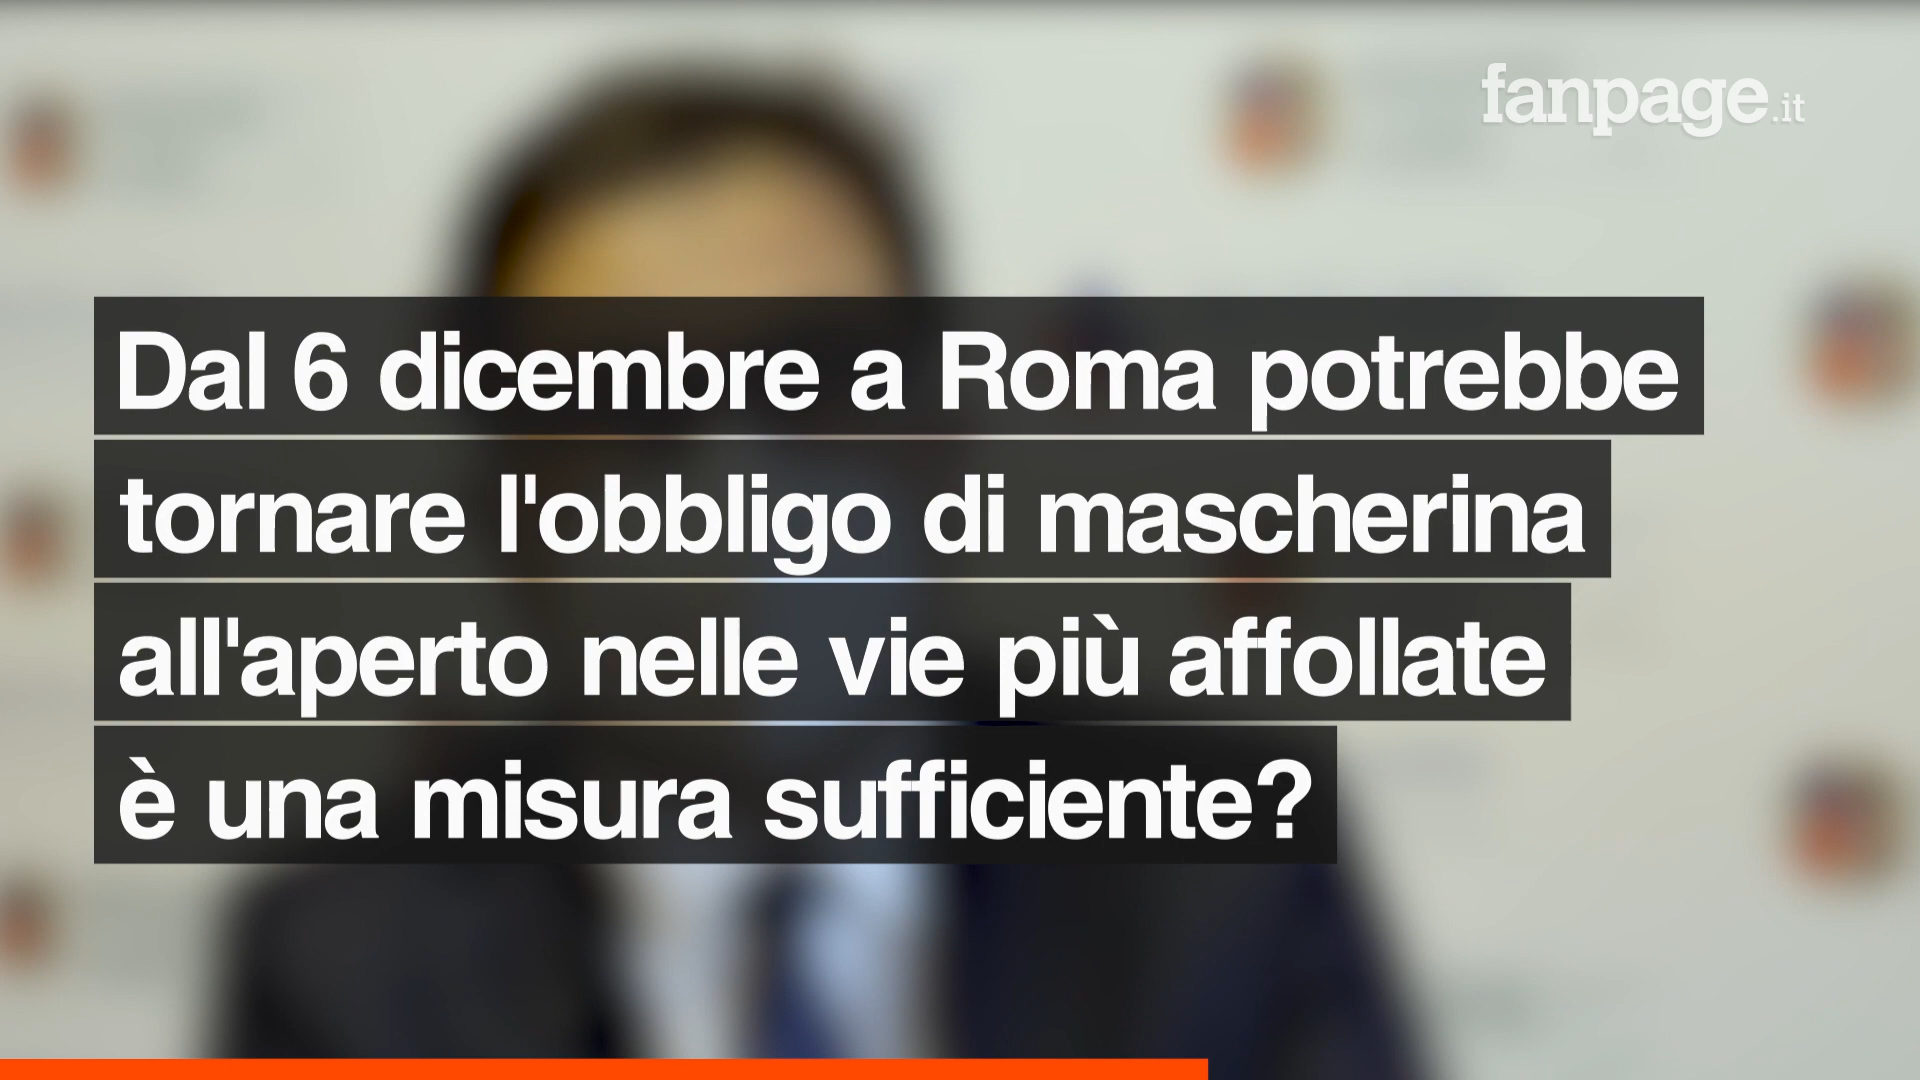 fanpage.it
Dal 6 dicembre a Roma potrebbe
tornare l'obbligo di mascherina
all'aperto nelle vie più affollate
è una misura sufficiente?